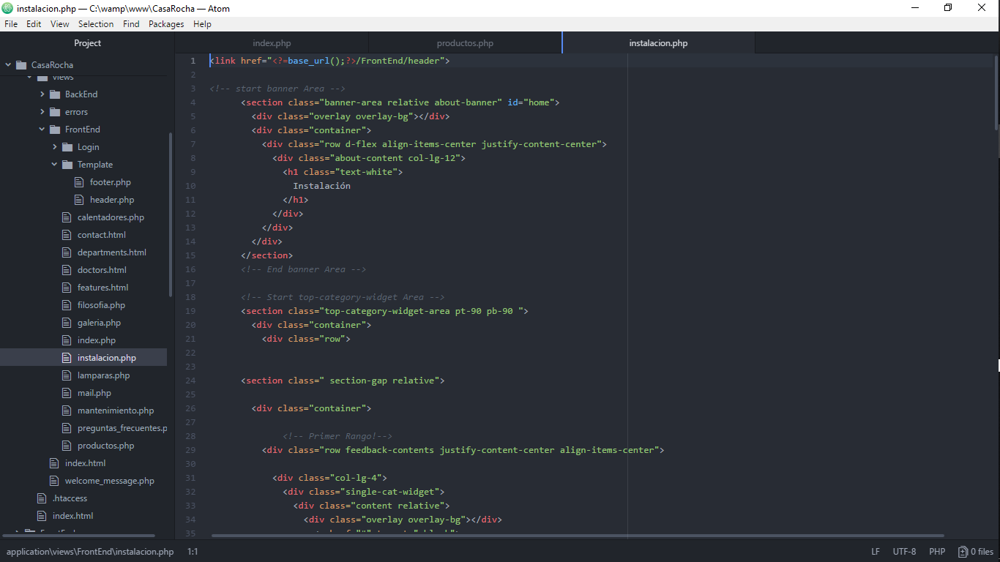 instalacion.php — C:\wamp\www\CasaRocha — Atom
File Edit View Selection Find Packages Help
Project
CasaRocha
views
BackEnd
errors
FrontEnd
Login
Template
footer.php
header.php
calentadores.php
contact.html
departments.html
doctors.html
features.html
filosofia.php
galeria.php
index.php
instalacion.php
lamparas.php
mail.php
mantenimiento.php
preguntas_frecuentes.p
productos.php
index.html
welcome_message.php
.htaccess
index.html
index.php productos.php instalacion.php
1 <link href="<?=base_url();?>/FrontEnd/header">
2
3 <!-- start banner Area -->
4 <section class="banner-area relative about-banner" id="home">
5 <div class="overlay overlay-bg"></div>
6 <div class="container">
7 <div class="row d-flex align-items-center justify-content-center">
8 <div class="about-content col-lg-12">
9 <h1 class="text-white">
10 Instalación
11 </h1>
12 </div>
13 </div>
14 </div>
15 </section>
16 <!-- End banner Area -->
17
18 <!-- Start top-category-widget Area -->
19 <section class="top-category-widget-area pt-90 pb-90 ">
20 <div class="container">
21 <div class="row">
22
23
24 <section class=" section-gap relative">
25
26 <div class="container">
27
28 <!-- Primer Rango!-->
29 <div class="row feedback-contents justify-content-center align-items-center">
30
31 <div class="col-lg-4">
32 <div class="single-cat-widget">
33 <div class="content relative">
34 <div class="overlay overlay-bg"></div>
35
application\views\FrontEnd\instalacion.php 1:1 LF UTF-8 PHP 0 files